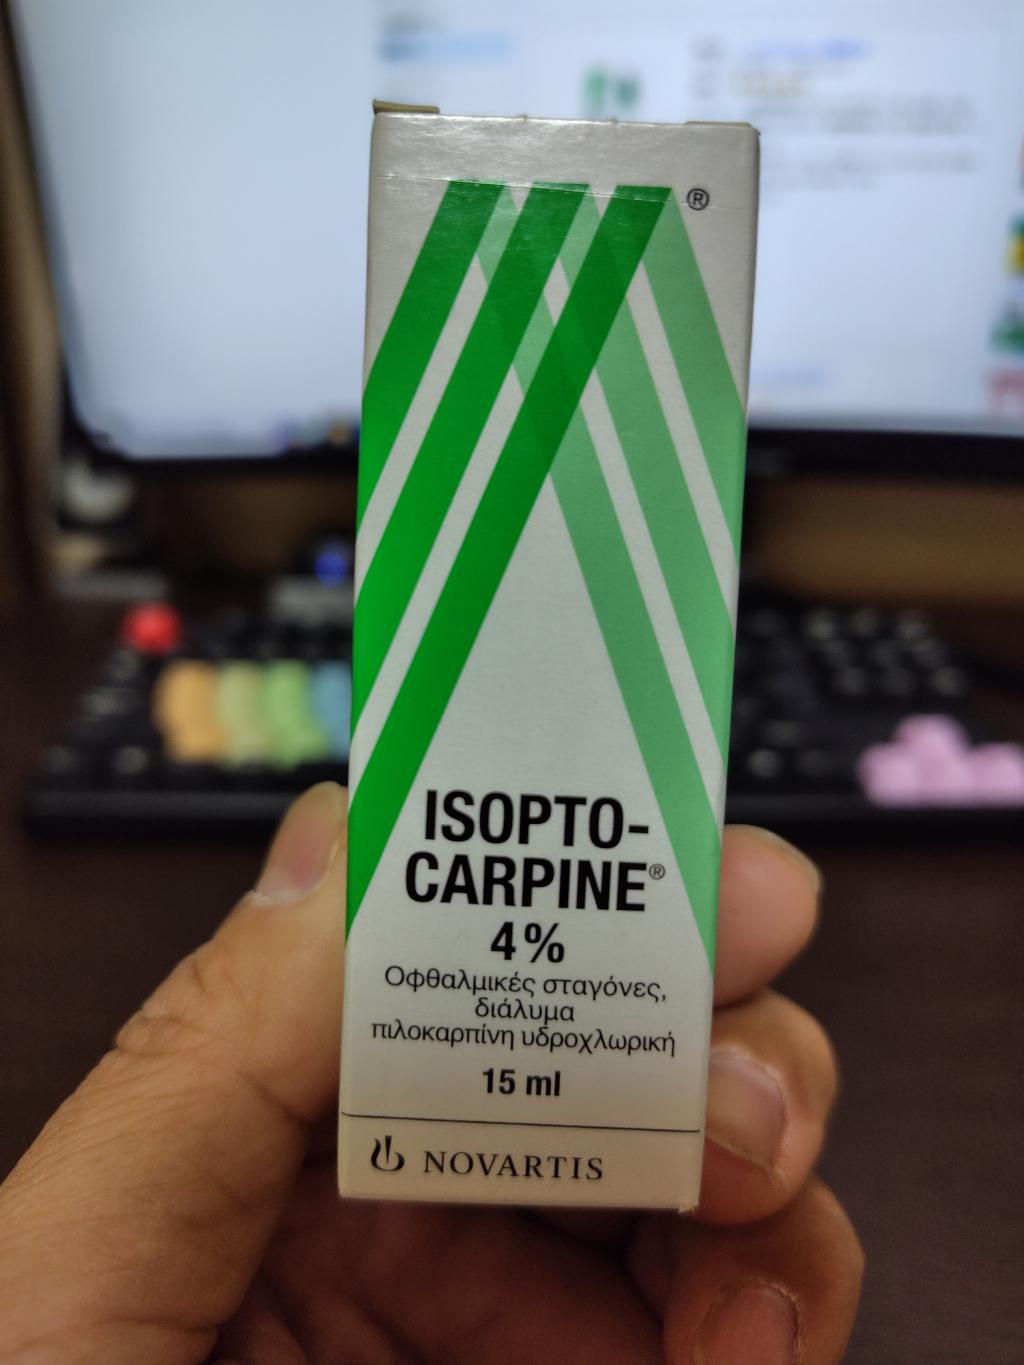 ®
ISOPTO-
CARPINE®
4%
Οφθαλμικές σταγόνες,
διάλυμα
πιλοκαρπίνη υδροχλωρική
15 ml
NOVARTIS